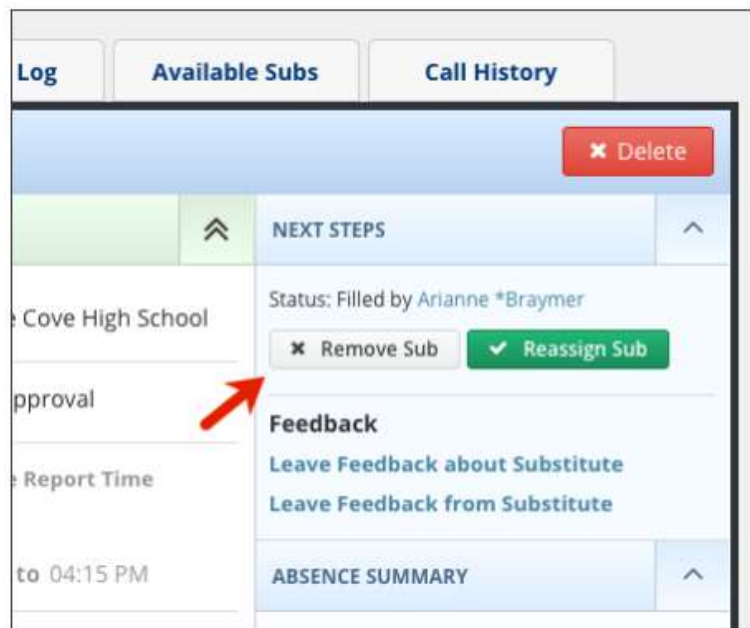 Log
Available Subs
Call History
Delete
NEXT STEPS
Cove High School
Status: Filled by Arianne *Braymer
Remove Sub
Reassign Sub
pproval
Feedback
Report Time
Leave Feedback about Substitute
Leave Feedback from Substitute
to 04:15 PM
ABSENCE SUMMARY